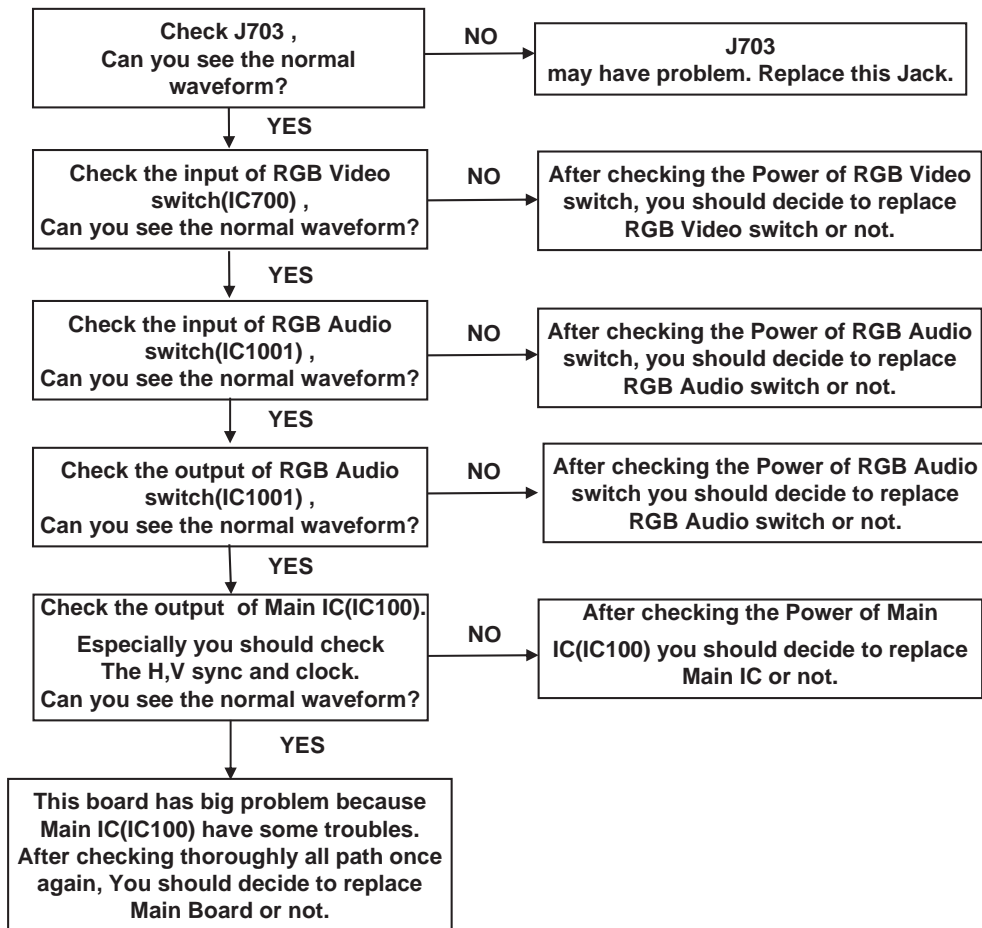 Check J703 ,
Can you see the normal
waveform?
NO
J703
may have problem. Replace this Jack.
YES
Check the input of RGB Video
switch(IC700) ,
Can you see the normal waveform?
NO
After checking the Power of RGB Video
switch, you should decide to replace
RGB Video switch or not.
YES
Check the input of RGB Audio
switch(IC1001) ,
Can you see the normal waveform?
NO
After checking the Power of RGB Audio
switch, you should decide to replace
RGB Audio switch or not.
YES
Check the output of RGB Audio
switch(IC1001) ,
Can you see the normal waveform?
NO
After checking the Power of RGB Audio
switch you should decide to replace
RGB Audio switch or not.
YES
Check the output of Main IC(IC100).
Especially you should check
The H,V sync and clock.
Can you see the normal waveform?
NO
After checking the Power of Main
IC(IC100) you should decide to replace
Main IC or not.
YES
This board has big problem because
Main IC(IC100) have some troubles.
After checking thoroughly all path once
again, You should decide to replace
Main Board or not.